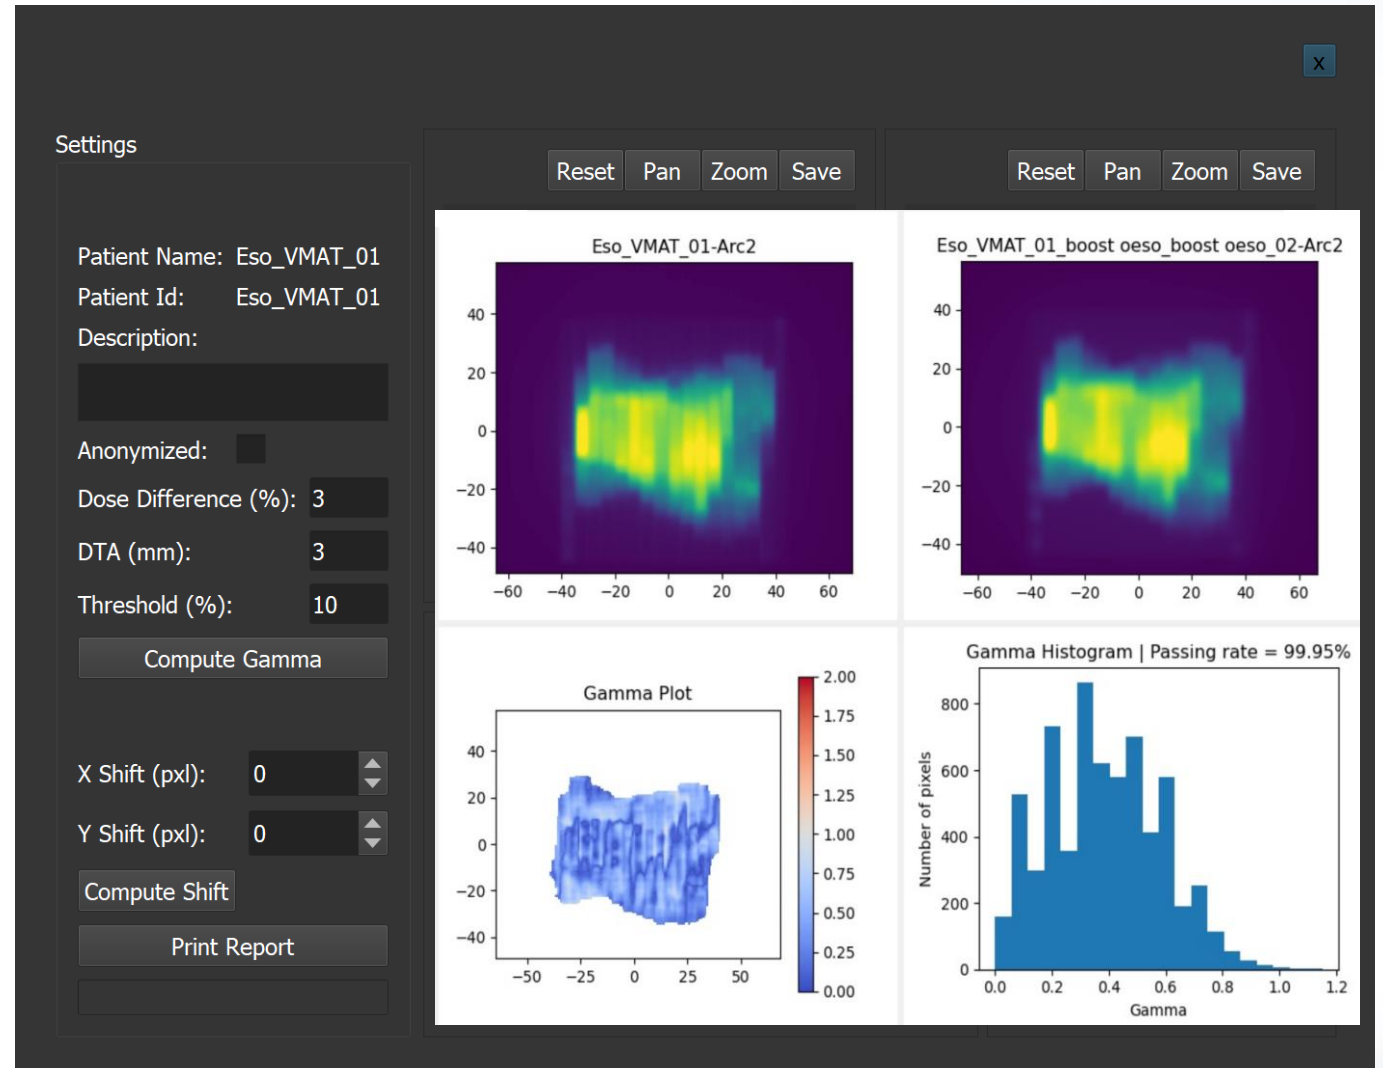 x
Settings
Patient Name: Eso_VMAT_01
Patient Id: Eso_VMAT_01
Description:
Anonymized:
Dose Difference (%): 3
DTA (mm): 3
Threshold (%): 10
Compute Gamma
X Shift (pxl): 0
Y Shift (pxl): 0
Compute Shift
Print Report
Reset Pan Zoom Save
Eso_VMAT_01-Arc2
40
20
0
−20
−40
−60 −40 −20 0 20 40 60
Reset Pan Zoom Save
Eso_VMAT_01_boost oeso_boost oeso_02-Arc2
40
20
0
−20
−40
−60 −40 −20 0 20 40 60
Gamma Plot
40
20
0
−20
−40
−50 −25 0 25 50
2.00
1.75
1.50
1.25
1.00
0.75
0.50
0.25
0.00
Gamma Histogram | Passing rate = 99.95%
Number of pixels
800
600
400
200
0
0.0 0.2 0.4 0.6 0.8 1.0 1.2
Gamma